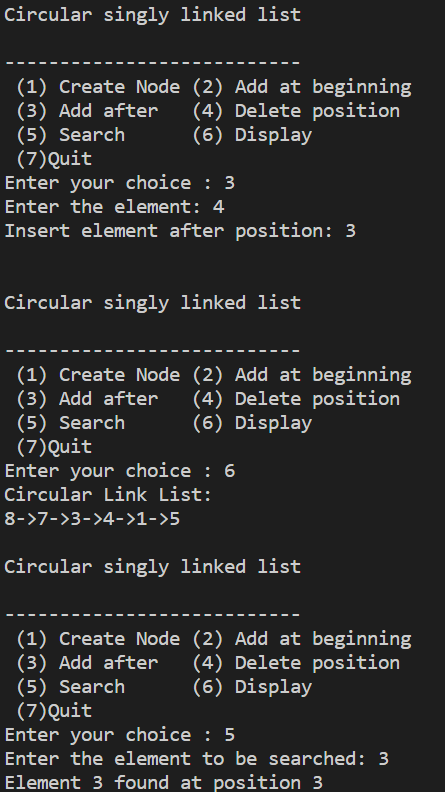 Circular singly linked list
---------------------------
(1) Create Node (2) Add at beginning
(3) Add after   (4) Delete position
(5) Search      (6) Display
(7)Quit
Enter your choice : 3
Enter the element: 4
Insert element after position: 3
Circular singly linked list
---------------------------
(1) Create Node (2) Add at beginning
(3) Add after   (4) Delete position
(5) Search      (6) Display
(7)Quit
Enter your choice : 6
Circular Link List:
8->7->3->4->1->5
Circular singly linked list
---------------------------
(1) Create Node (2) Add at beginning
(3) Add after   (4) Delete position
(5) Search      (6) Display
(7)Quit
Enter your choice : 5
Enter the element to be searched: 3
Element 3 found at position 3